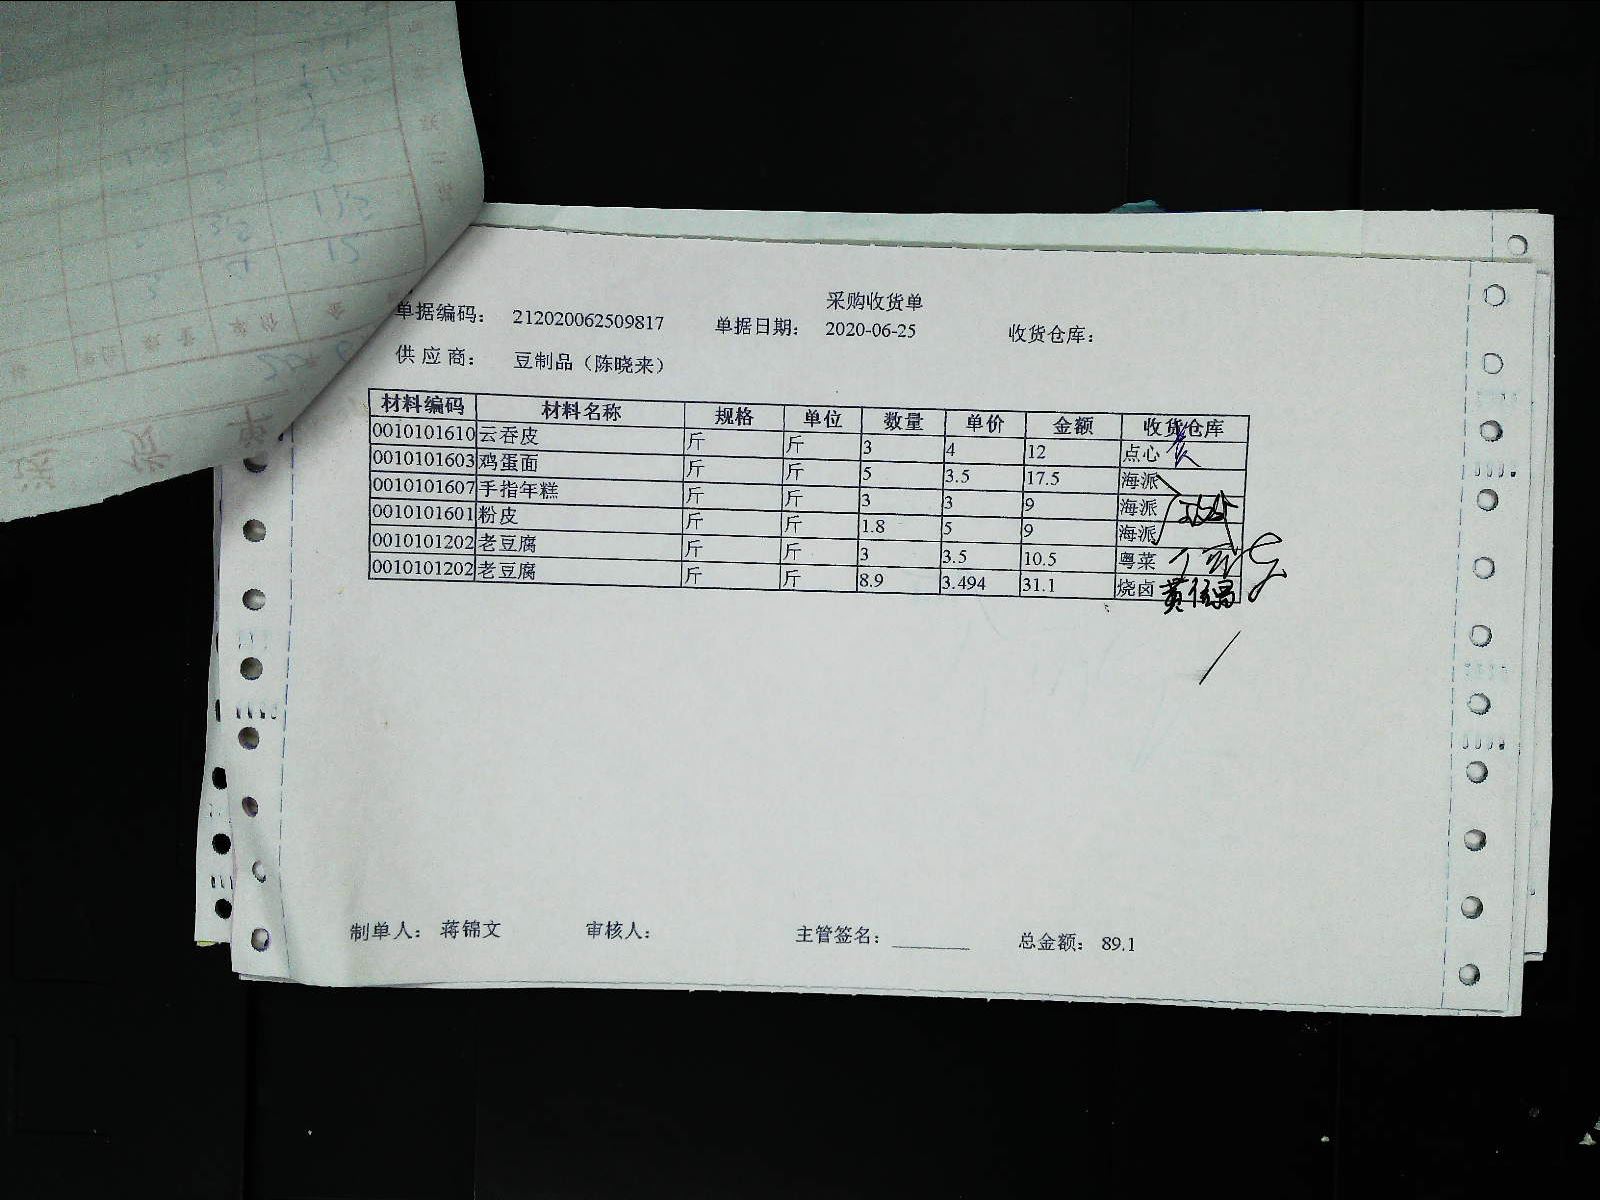 采购收货单
单据编码： 212020062509817 单据日期： 2020-06-25 收货仓库：
供应商： 豆制品（陈晓来）
材料编码 材料名称 规格 单位 数量 单价 金额 收货仓库
0010101610 云吞皮 斤 斤 3 4 12 点心
0010101603 鸡蛋面 斤 斤 5 3.5 17.5 海派
0010101607 手指年糕 斤 斤 3 3 9 海派
0010101601 粉皮 斤 斤 1.8 5 9 海派
0010101202 老豆腐 斤 斤 3 3.5 10.5 粤菜
0010101202 老豆腐 斤 斤 8.9 3.494 31.1 烧卤
制单人： 蒋锦文 审核人： 主管签名： 总金额： 89.1